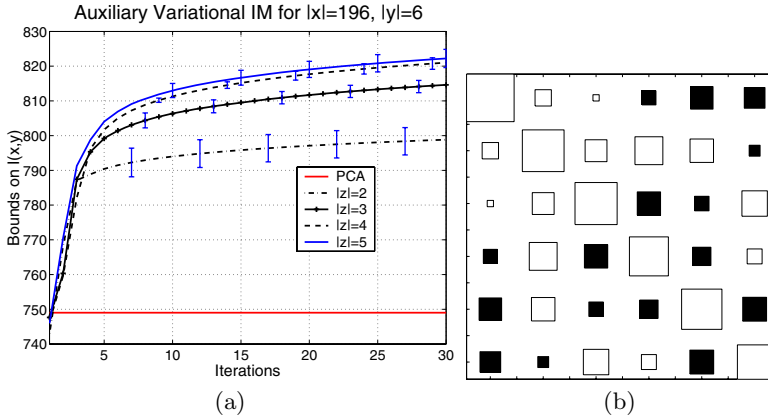 Auxiliary Variational IM for |x|=196, |y|=6
Bounds on I(x,y)
830
820
810
800
790
780
770
760
750
740
PCA
|z|=2
|z|=3
|z|=4
|z|=5
5 10 15 20 25 30
Iterations
(a) (b)